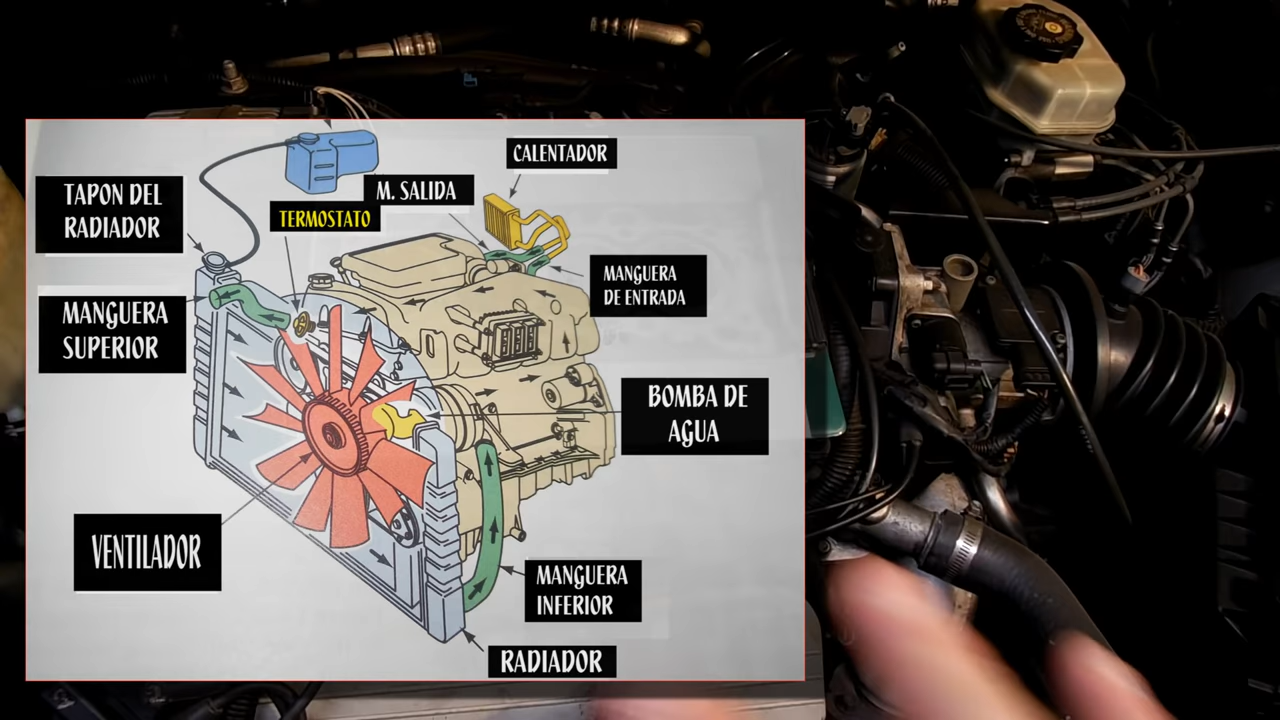 CALENTADOR
TAPON DEL
RADIADOR
M. SALIDA
TERMOSTATO
MANGUERA
DE ENTRADA
MANGUERA
SUPERIOR
BOMBA DE
AGUA
VENTILADOR
MANGUERA
INFERIOR
RADIADOR